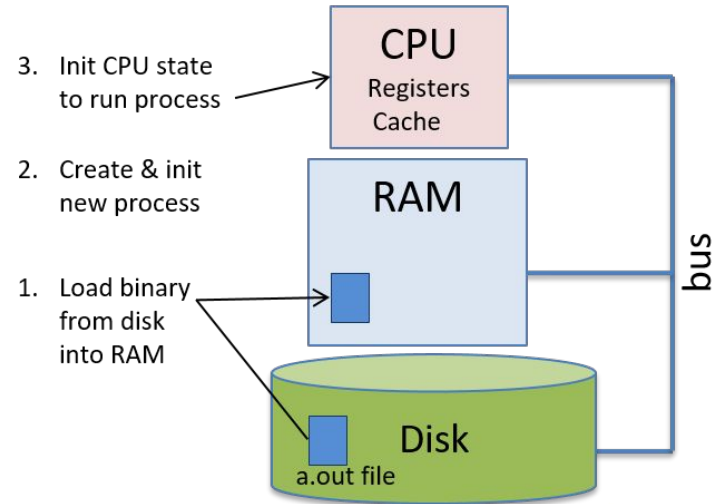 3. Init CPU state
to run process
2. Create & init
new process
1. Load binary
from disk
into RAM
CPU
Registers
Cache
RAM
Disk
a.out file
bus